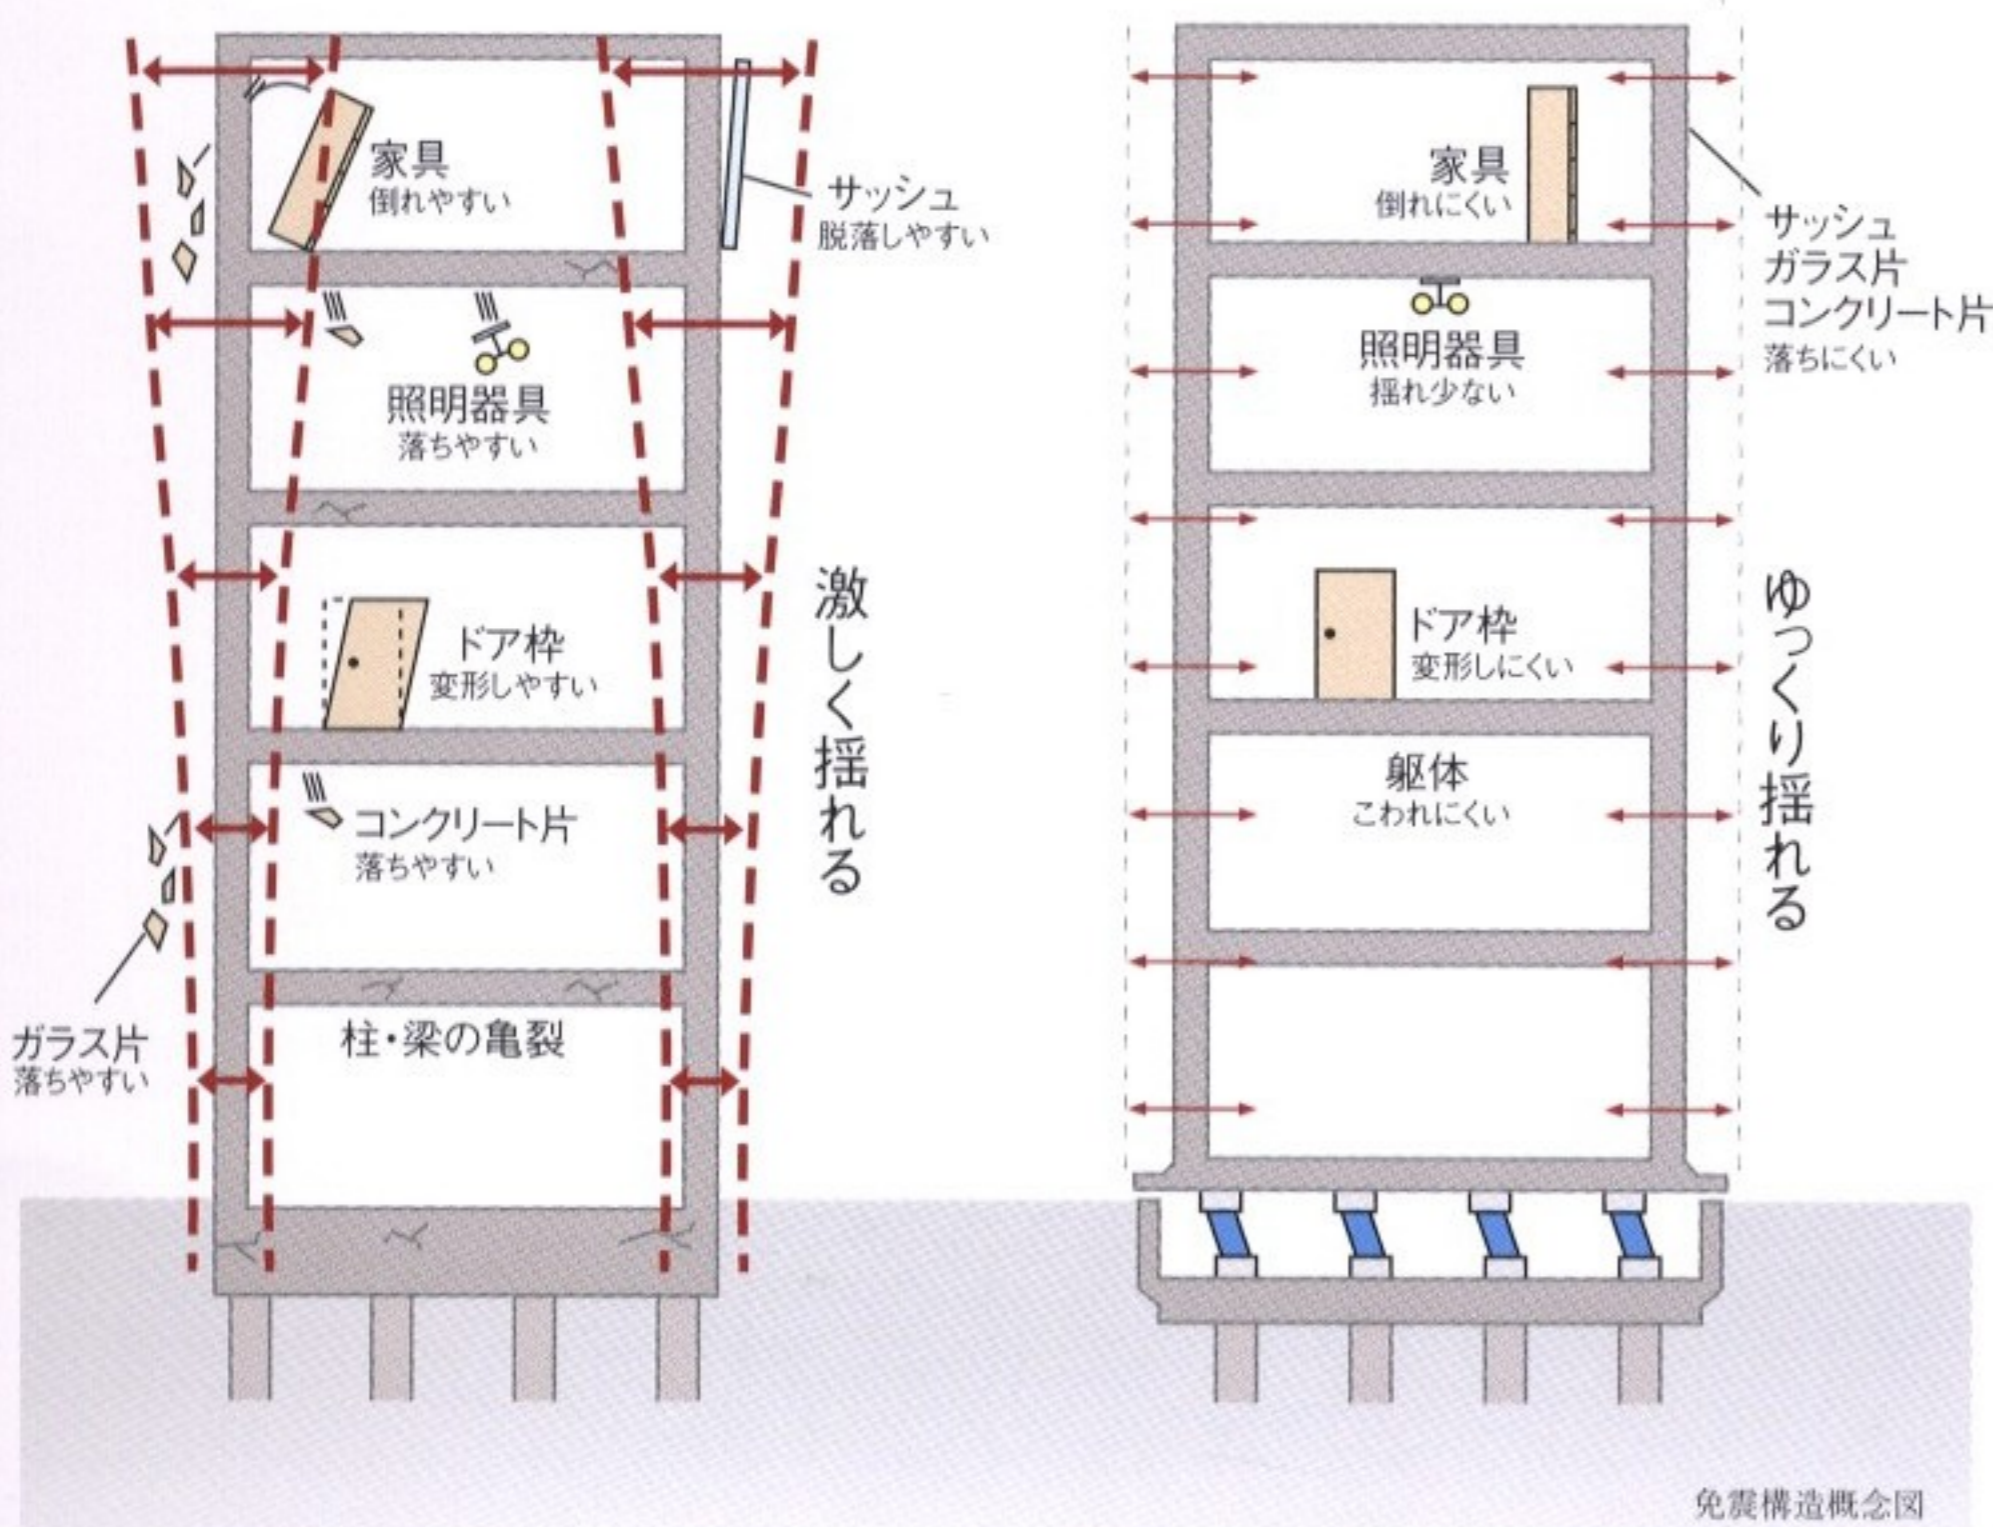 家具
倒れやすい
サッシュ
脱落しやすい
照明器具
落ちやすい
ドア枠
変形しやすい
激しく揺れる
コンクリート片
落ちやすい
柱・梁の亀裂
ガラス片
落ちやすい
家具
倒れにくい
サッシュ
ガラス片
コンクリート片
落ちにくい
照明器具
揺れ少ない
ドア枠
変形しにくい
ゆっくり揺れる
躯体
こわれにくい
免震構造概念図